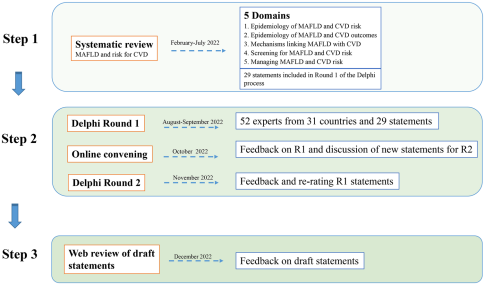 Step 1
Systematic review
MAFLD and risk for CVD
February-July 2022
5 Domains
1. Epidemiology of MAFLD and CVD risk
2. Epidemiology of MAFLD and CVD outcomes
3. Mechanisms linking MAFLD with CVD
4. Screening for MAFLD and CVD risk
5. Managing MAFLD and CVD risk
29 statements included in Round 1 of the Delphi
process
Step 2
Delphi Round 1
August-September 2022
52 experts from 31 countries and 29 statements
Online convening
October 2022
Feedback on R1 and discussion of new statements for R2
Delphi Round 2
November 2022
Feedback and re-rating R1 statements
Step 3
Web review of draft
statements
December 2022
Feedback on draft statements